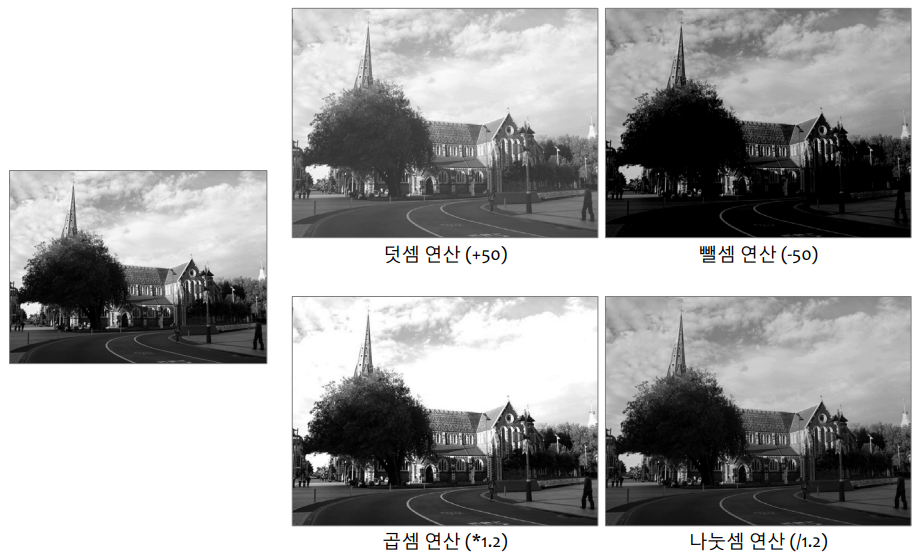 덧셈 연산 (+50)
뺄셈 연산 (-50)
곱셈 연산 (*1.2)
나눗셈 연산 (/1.2)